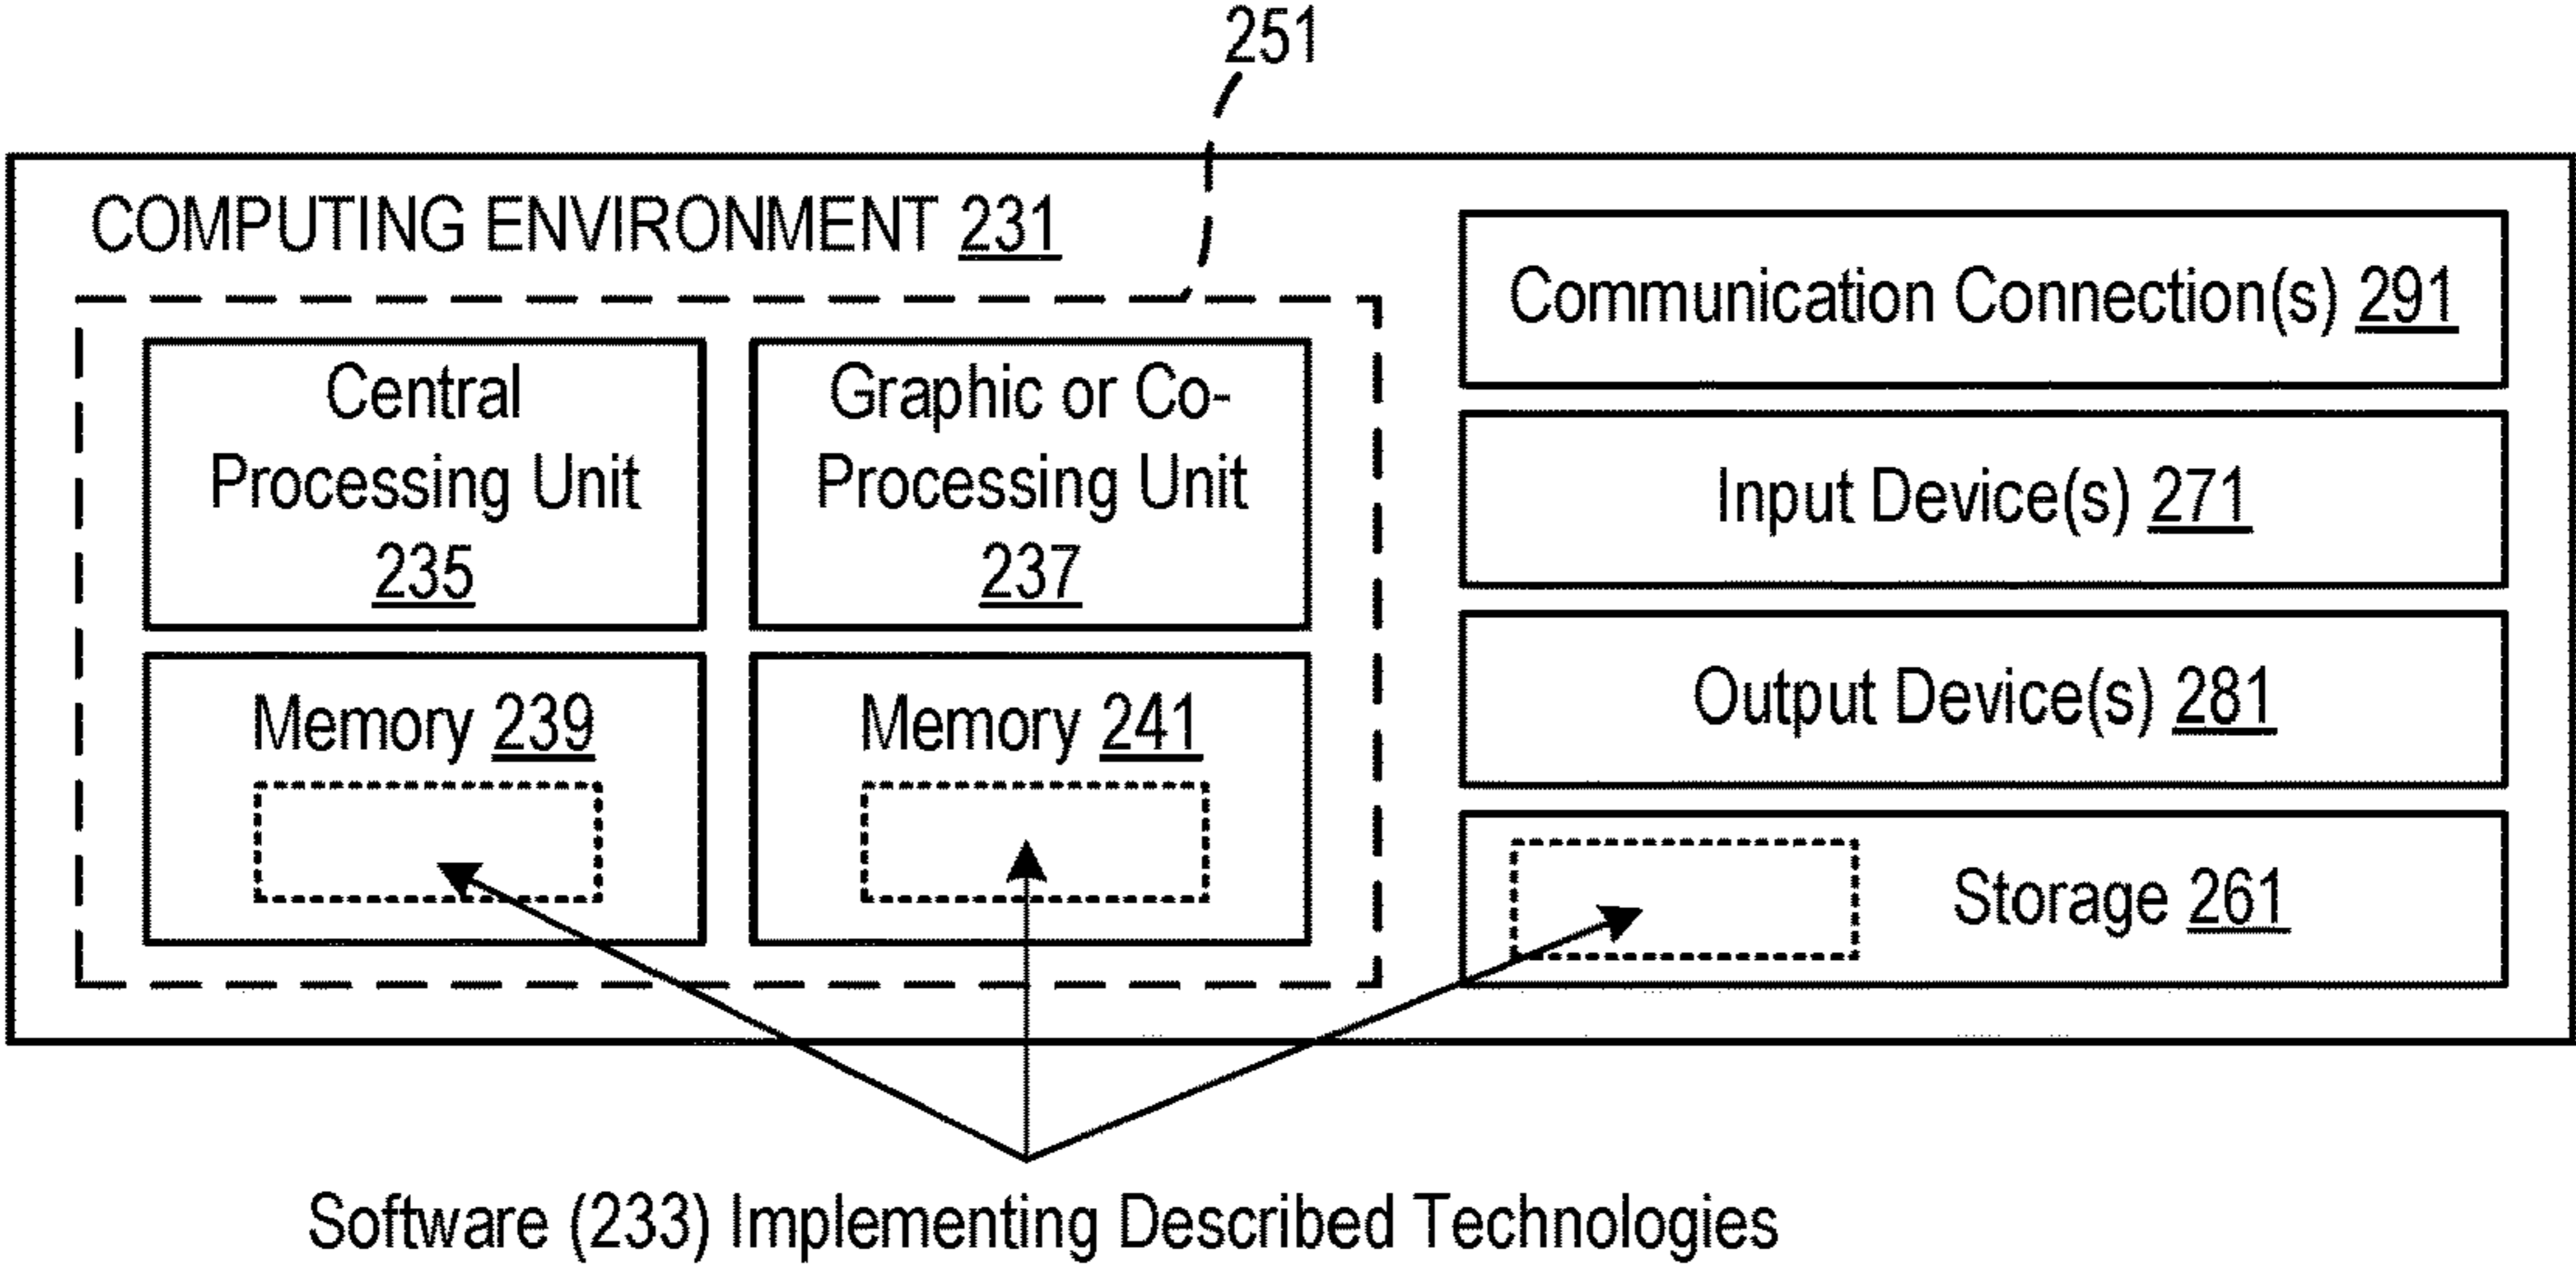 251
COMPUTING ENVIRONMENT 231
Central
Processing Unit
235
Graphic or Co-
Processing Unit
237
Memory 239
Memory 241
Communication Connection(s) 291
Input Device(s) 271
Output Device(s) 281
Storage 261
Software (233) Implementing Described Technologies